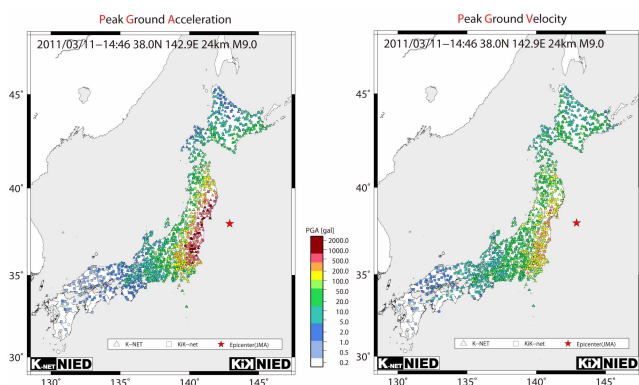 Peak Ground Acceleration
2011/03/11-14:46 38.0N 142.9E 24km M9.0
45°
40°
35°
30°
130°
135°
140°
145°
K-NET
KiK-net
Epicenter(JMA)
K-NET NIED
NIED
PGA [gal]
2000.0
1000.0
500.0
200.0
100.0
50.0
20.0
10.0
5.0
2.0
1.0
0.5
0.2
Peak Ground Velocity
2011/03/11-14:46 38.0N 142.9E 24km M9.0
45°
40°
35°
30°
130°
135°
140°
145°
K-NET
KiK-net
Epicenter(JMA)
K-NET NIED
NIED